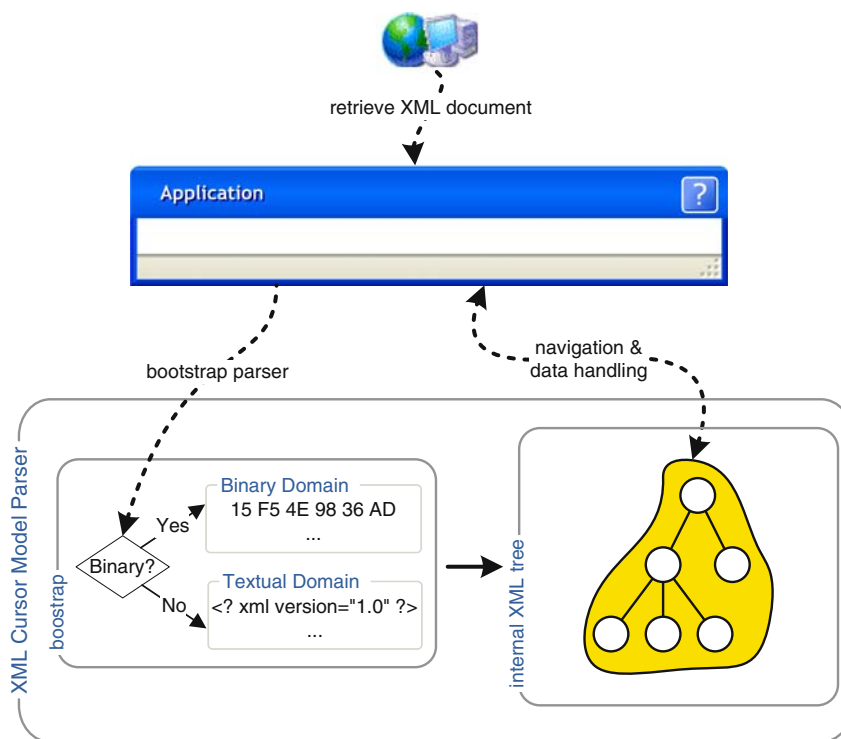 retrieve XML document
Application
?
bootstrap parser
navigation &
data handling
XML Cursor Model Parser
boostrap
Binary?
Yes
No
Binary Domain
15 F5 4E 98 36 AD
...
Textual Domain
<? xml version="1.0" ?>
...
internal XML tree